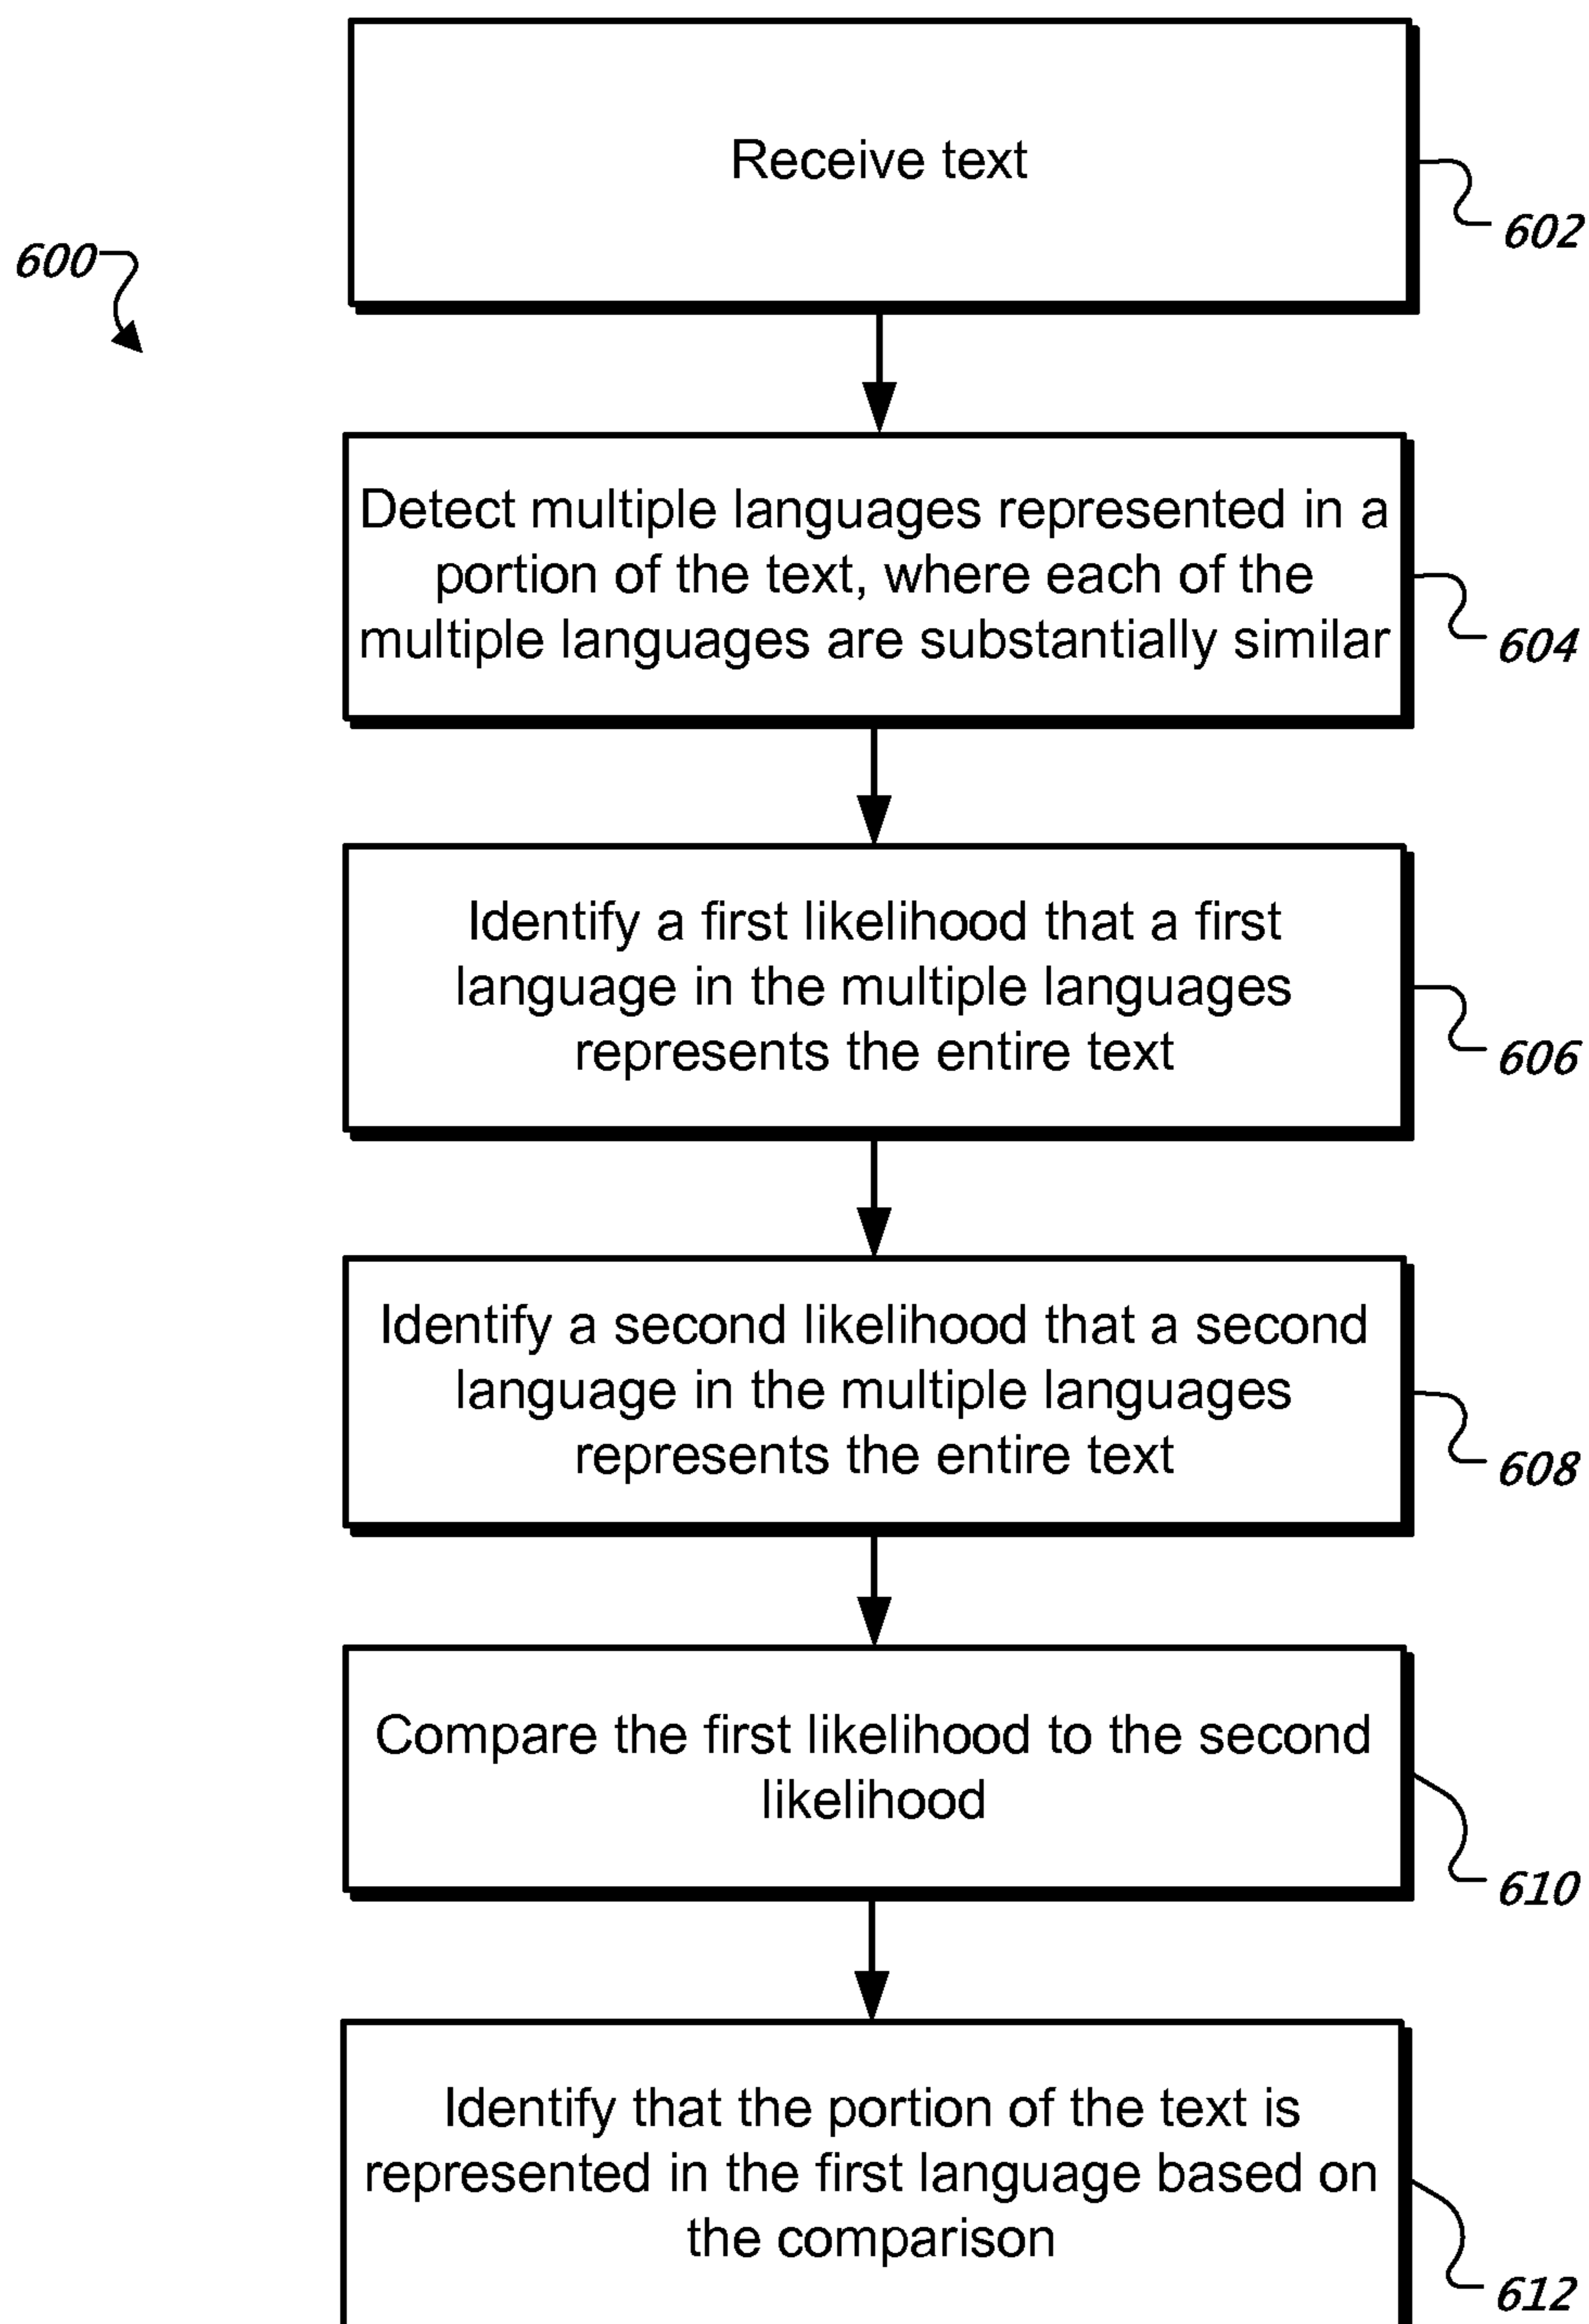 Receive text
602
600
Detect multiple languages represented in a
portion of the text, where each of the
multiple languages are substantially similar
604
Identify a first likelihood that a first
language in the multiple languages
represents the entire text
606
Identify a second likelihood that a second
language in the multiple languages
represents the entire text
608
Compare the first likelihood to the second
likelihood
610
Identify that the portion of the text is
represented in the first language based on
the comparison
612